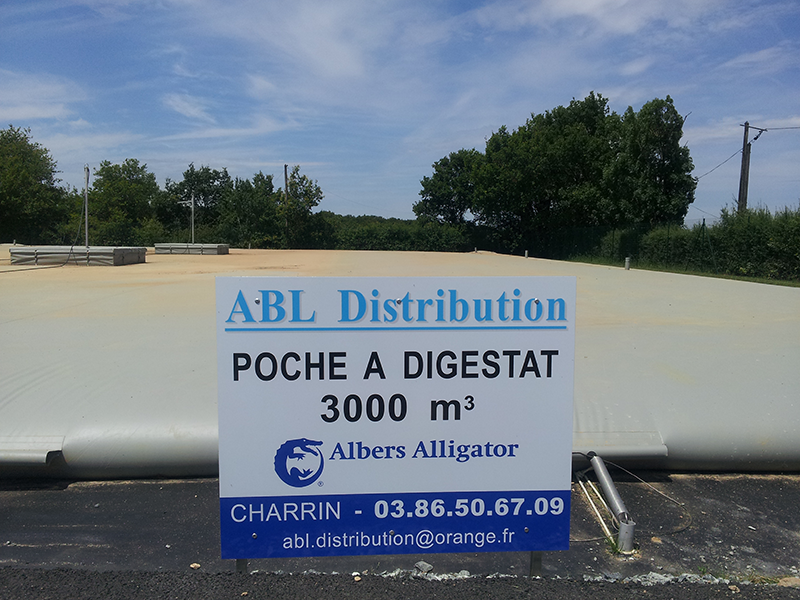 ABL Distribution
POCHE A DIGESTAT
3000 m³
Albers Alligator
®
CHARRIN - 03.86.50.67.09
abl.distribution@orange.fr